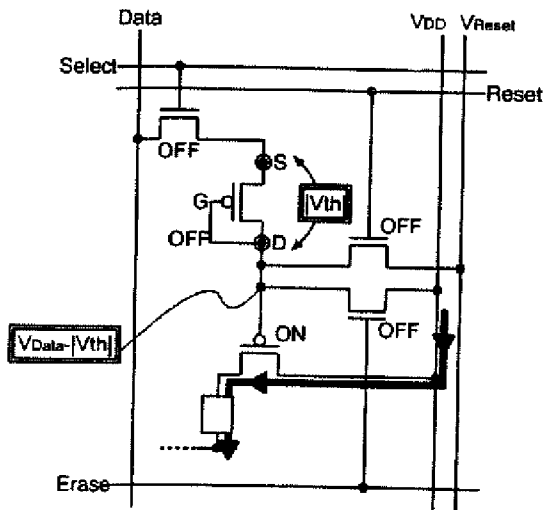 Data
VDD VReset
Select
Reset
OFF
S
G
|Vth|
OFF
OFF
D
VData-|Vth|
ON
OFF
Erase